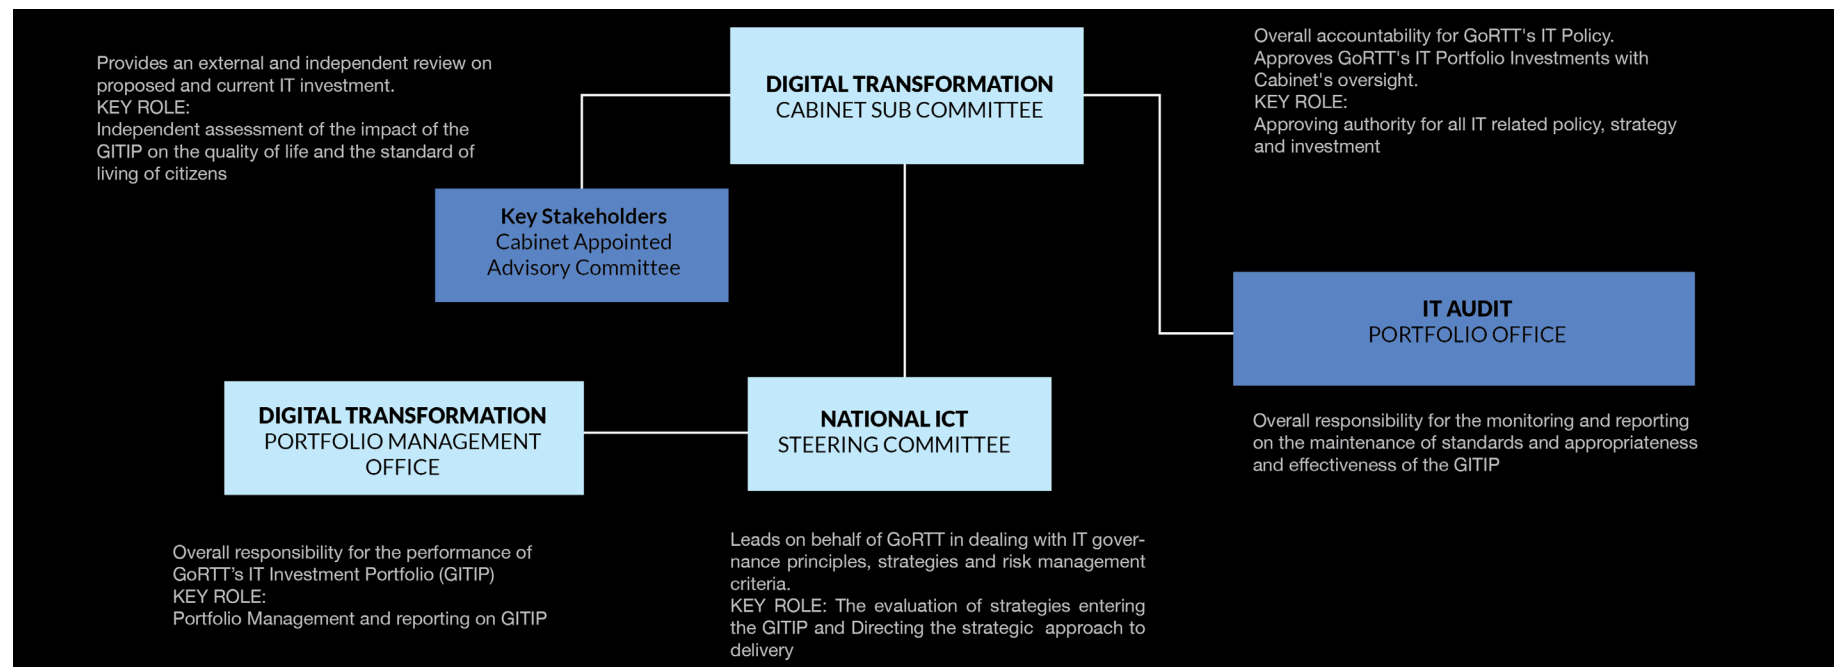 Provides an external and independent review on
proposed and current IT investment.
KEY ROLE:
Independent assessment of the impact of the
GITIP on the quality of life and the standard of
living of citizens
DIGITAL TRANSFORMATION
CABINET SUB COMMITTEE
Overall accountability for GoRTT's IT Policy.
Approves GoRTT's IT Portfolio Investments with
Cabinet's oversight.
KEY ROLE:
Approving authority for all IT related policy, strategy
and investment
Key Stakeholders
Cabinet Appointed
Advisory Committee
IT AUDIT
PORTFOLIO OFFICE
Overall responsibility for the monitoring and reporting
on the maintenance of standards and appropriateness
and effectiveness of the GITIP
DIGITAL TRANSFORMATION
PORTFOLIO MANAGEMENT
OFFICE
Overall responsibility for the performance of
GoRTT’s IT Investment Portfolio (GITIP)
KEY ROLE:
Portfolio Management and reporting on GITIP
NATIONAL ICT
STEERING COMMITTEE
Leads on behalf of GoRTT in dealing with IT gover-
nance principles, strategies and risk management
criteria.
KEY ROLE: The evaluation of strategies entering
the GITIP and Directing the strategic approach to
delivery